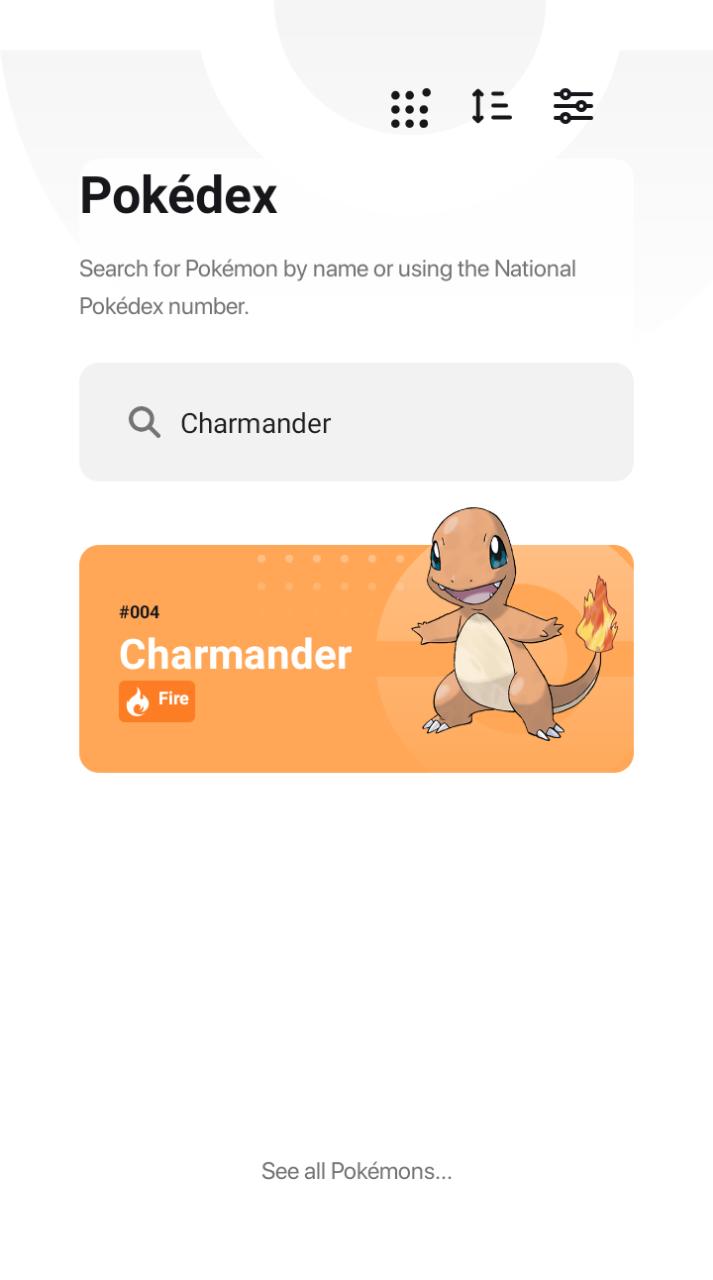 Pokédex
Search for Pokémon by name or using the National
Pokédex number.
Charmander
#004
Charmander
Fire
See all Pokémons...